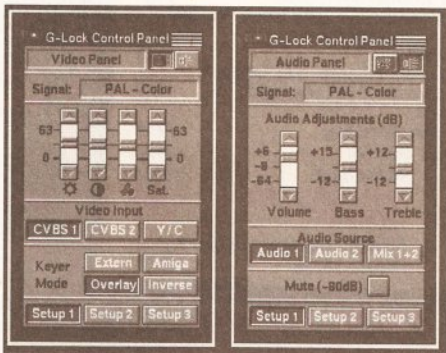 G-Lock Control Panel
Video Panel
Signal: PAL - Color
63 63
0 0
Sat.
Video Input
CVBS 1 CVBS 2 Y/C
Keyer Mode
Extern Amiga
Overlay Inverse
Setup 1 Setup 2 Setup 3
G-Lock Control Panel
Audio Panel
Signal: PAL - Color
Audio Adjustments (dB)
+6 +15 +12
-64 -12 -12
Volume Bass Treble
Audio Source
Audio 1 Audio 2 Mix 1+2
Mute (-80dB)
Setup 1 Setup 2 Setup 3